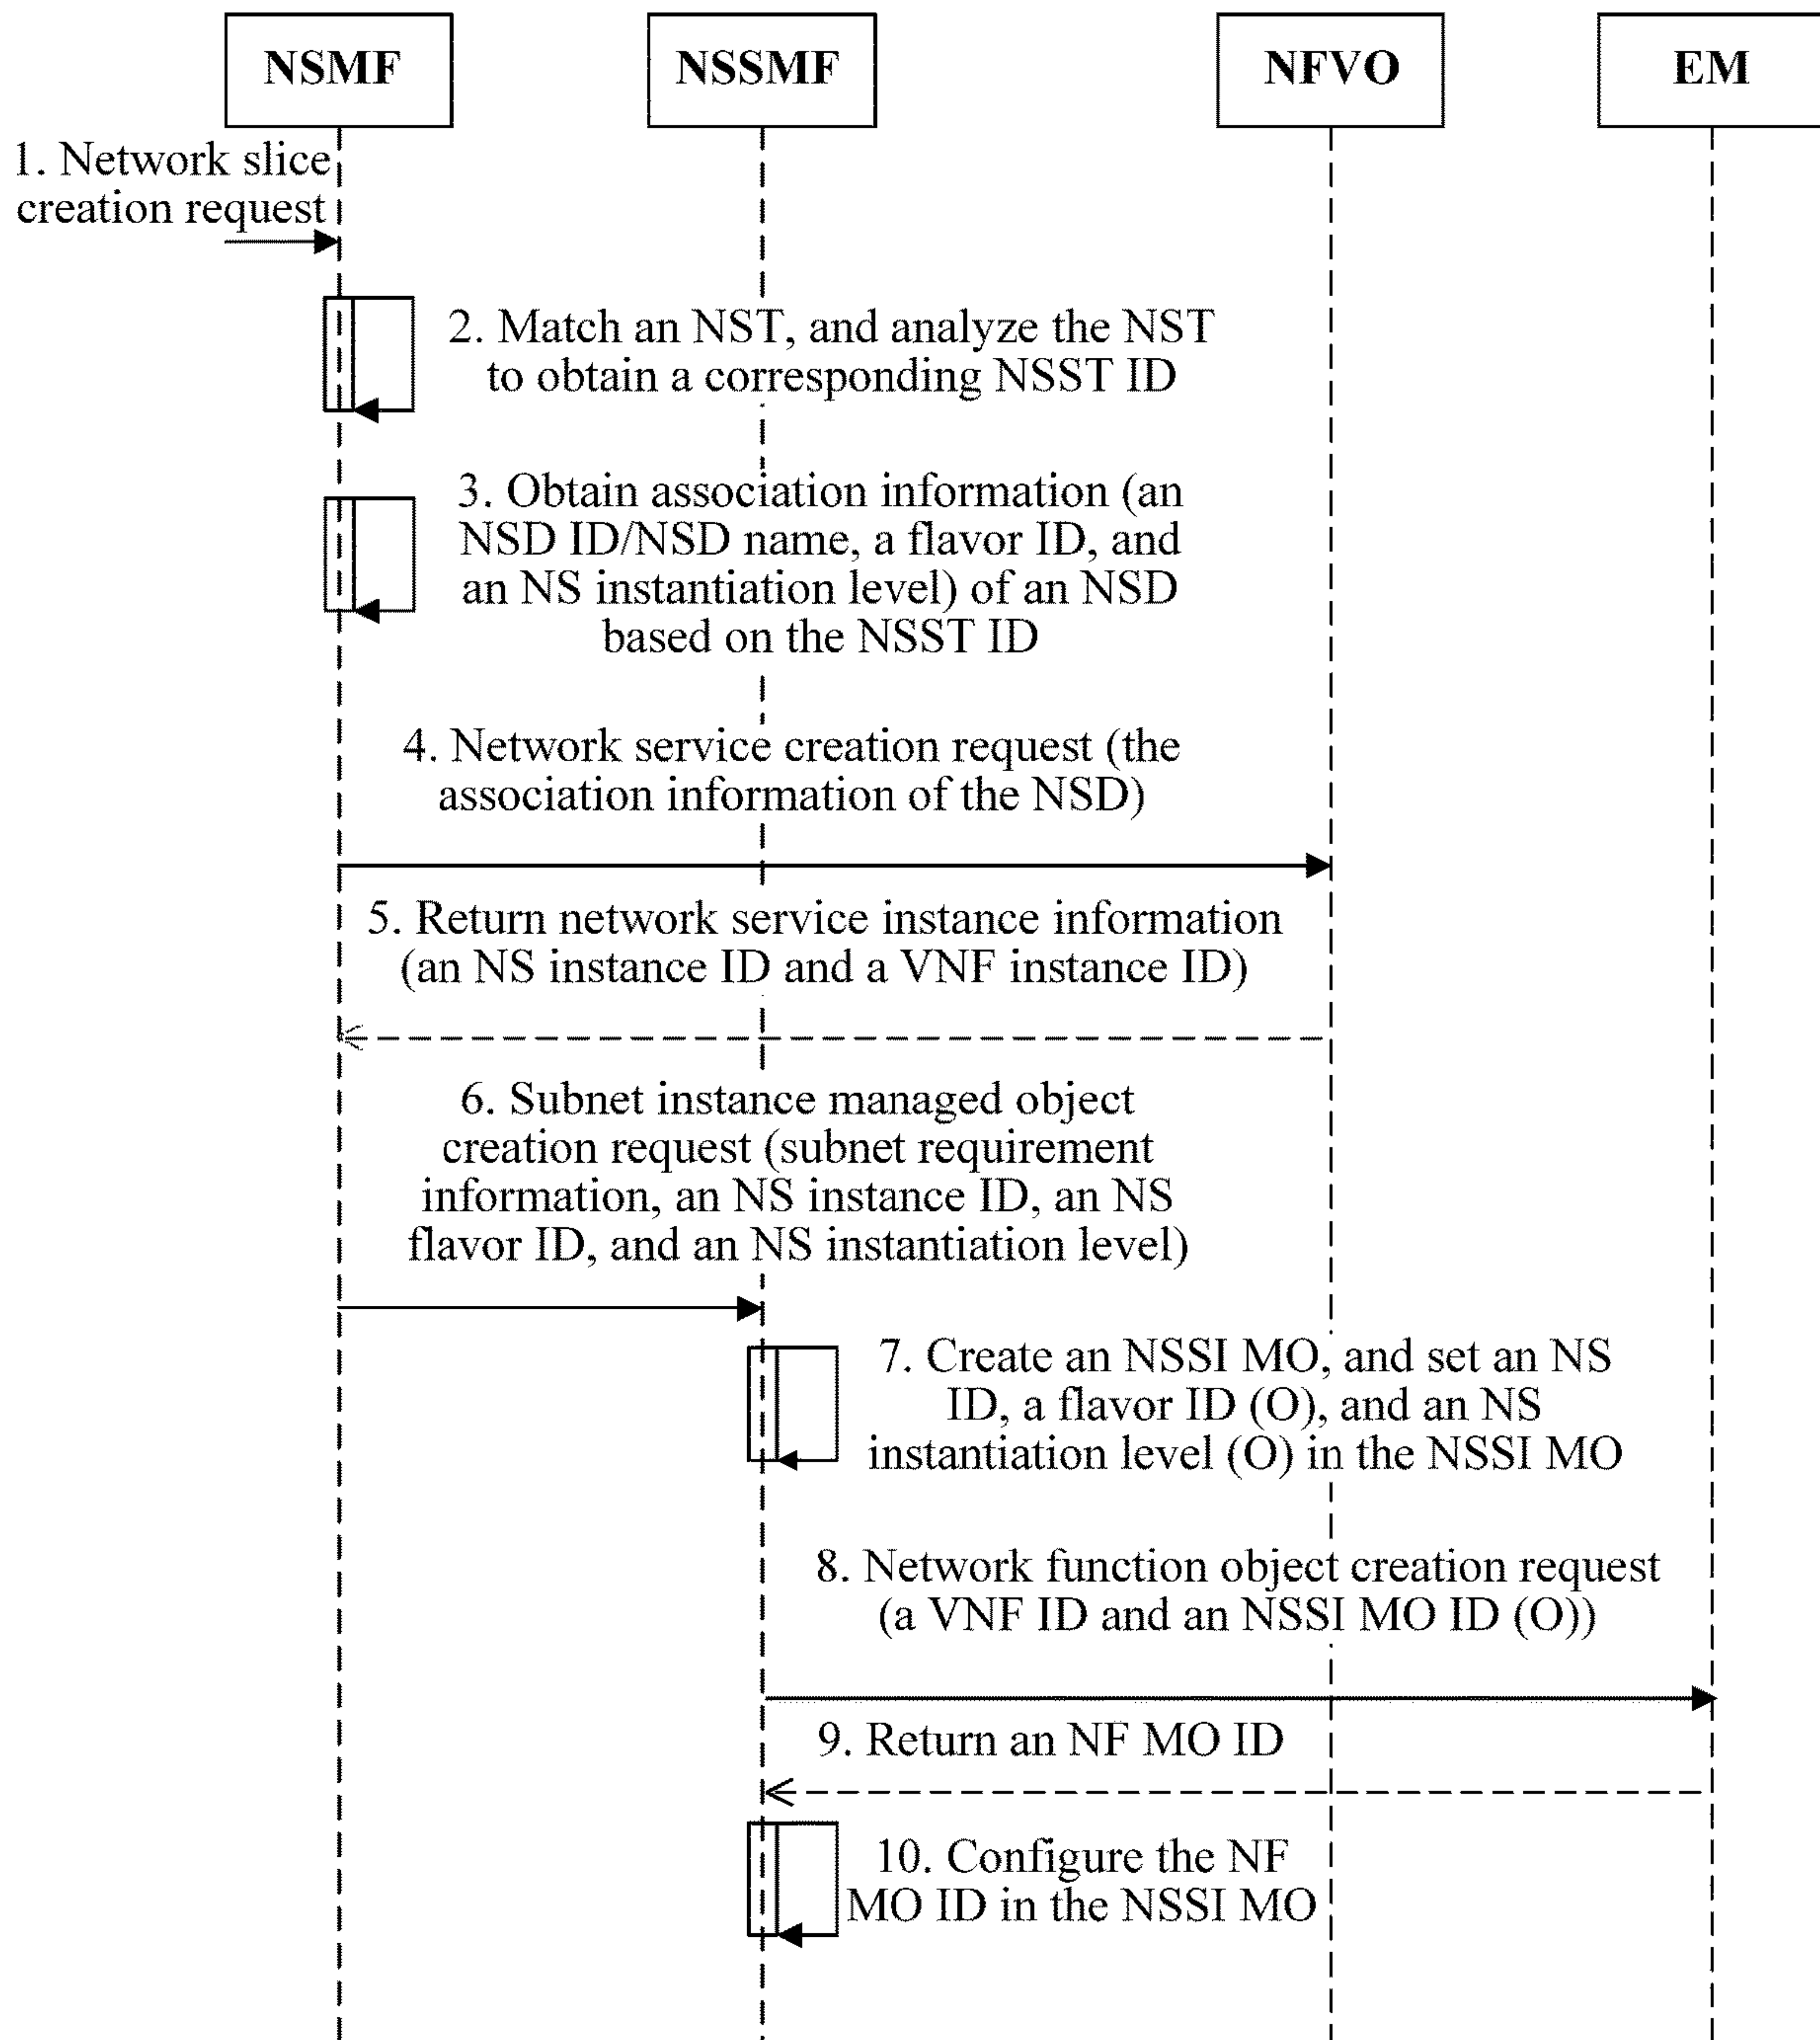 NSMF
NSSMF
NFVO
EM
1. Network slice
creation request
2. Match an NST, and analyze the NST
to obtain a corresponding NSST ID
3. Obtain association information (an
NSD ID/NSD name, a flavor ID, and
an NS instantiation level) of an NSD
based on the NSST ID
4. Network service creation request (the
association information of the NSD)
5. Return network service instance information
(an NS instance ID and a VNF instance ID)
6. Subnet instance managed object
creation request (subnet requirement
information, an NS instance ID, an NS
flavor ID, and an NS instantiation level)
7. Create an NSSI MO, and set an NS
ID, a flavor ID (O), and an NS
instantiation level (O) in the NSSI MO
8. Network function object creation request
(a VNF ID and an NSSI MO ID (O))
9. Return an NF MO ID
10. Configure the NF
MO ID in the NSSI MO